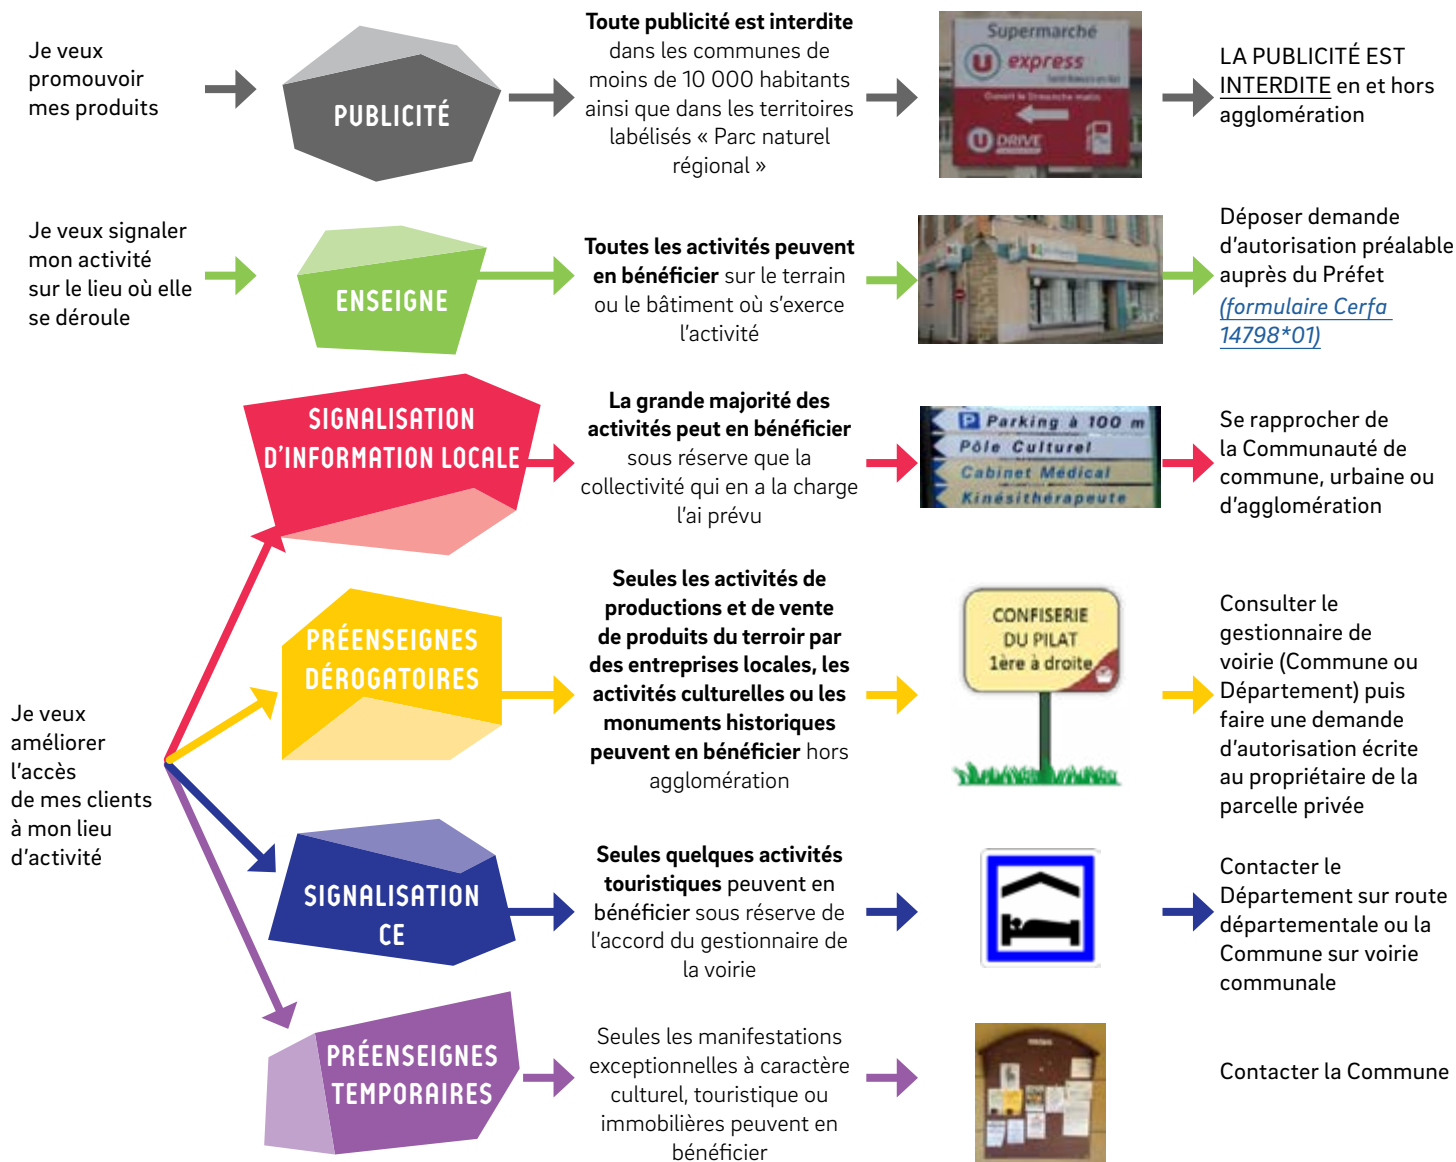 Je veux
promouvoir
mes produits
PUBLICITÉ
Toute publicité est interdite
dans les communes de
moins de 10 000 habitants
ainsi que dans les territoires
labélisés « Parc naturel
régional »
Supermarché
U express
Ouvert le Dimanche matin
U DRIVE
LA PUBLICITÉ EST
INTERDITE en et hors
agglomération
Je veux signaler
mon activité
sur le lieu où elle
se déroule
ENSEIGNE
Toutes les activités peuvent
en bénéficier sur le terrain
ou le bâtiment où s'exerce
l'activité
Déposer demande
d'autorisation préalable
auprès du Préfet
(formulaire Cerfa
14798*01)
Je veux
améliorer
l'accès
de mes clients
à mon lieu
d'activité
SIGNALISATION
D'INFORMATION LOCALE
La grande majorité des
activités peut en bénéficier
sous réserve que la
collectivité qui en a la charge
l'ai prévu
P Parking à 100 m
Pôle Culturel
Cabinet Médical
Kinésithérapeute
Se rapprocher de
la Communauté de
commune, urbaine ou
d'agglomération
PRÉENSEIGNES
DÉROGATOIRES
Seules les activités de
productions et de vente
de produits du terroir par
des entreprises locales, les
activités culturelles ou les
monuments historiques
peuvent en bénéficier hors
agglomération
CONFISERIE
DU PILAT
1ère à droite
Consulter le
gestionnaire de
voirie (Commune ou
Département) puis
faire une demande
d'autorisation écrite
au propriétaire de la
parcelle privée
SIGNALISATION
CE
Seules quelques activités
touristiques peuvent en
bénéficier sous réserve de
l'accord du gestionnaire de
la voirie
Contacter le
Département sur route
départementale ou la
Commune sur voirie
communale
PRÉENSEIGNES
TEMPORAIRES
Seules les manifestations
exceptionnelles à caractère
culturel, touristique ou
immobilières peuvent en
bénéficier
Contacter la Commune